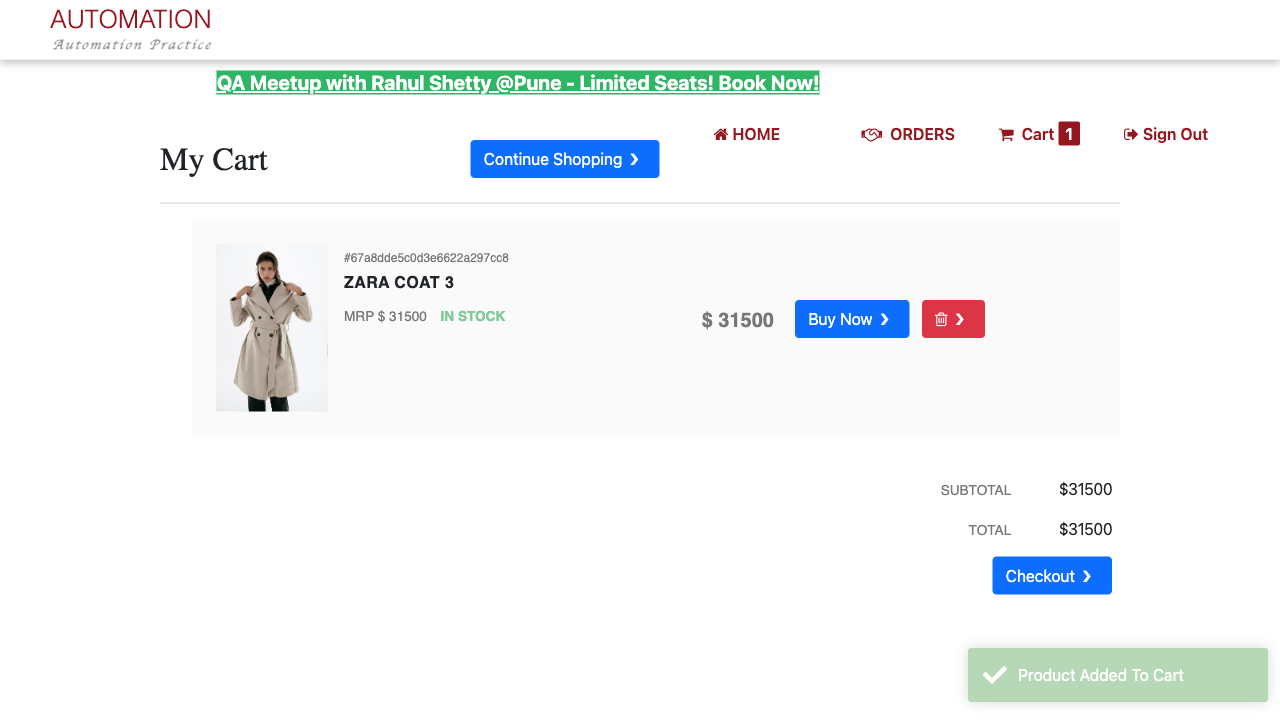 AUTOMATION
Automation Practice
QA Meetup with Rahul Shetty @Pune - Limited Seats! Book Now!
HOME
ORDERS
Cart 1
Sign Out
My Cart
Continue Shopping ❯
#67a8dde5c0d3e6622a297cc8
ZARA COAT 3
MRP $ 31500 IN STOCK
$ 31500
Buy Now ❯
❯
SUBTOTAL $31500
TOTAL $31500
Checkout ❯
Product Added To Cart